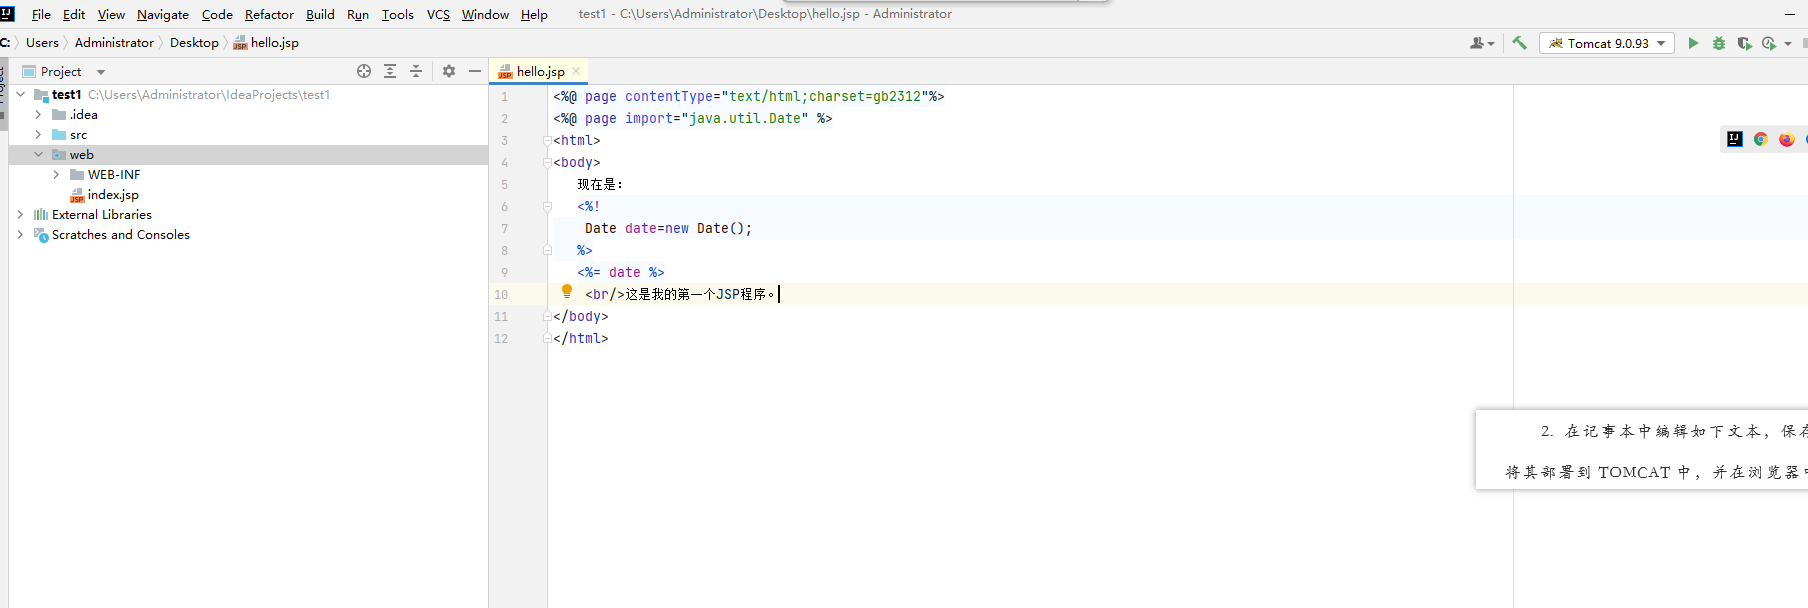 File Edit View Navigate Code Refactor Build Run Tools VCS Window Help test1 - C:\Users\Administrator\Desktop\hello.jsp - Administrator
C: Users Administrator Desktop hello.jsp Tomcat 9.0.93
Project hello.jsp
test1 C:\Users\Administrator\IdeaProjects\test1
.idea
src
web
WEB-INF
index.jsp
External Libraries
Scratches and Consoles
1 <%@ page contentType="text/html;charset=gb2312"%>
2 <%@ page import="java.util.Date" %>
3 <html>
4 <body>
5 现在是：
6 <%!
7 Date date=new Date();
8 %>
9 <%= date %>
10 <br/>这是我的第一个JSP程序。
11 </body>
12 </html>
2. 在记事本中编辑如下文本，保存
将其部署到 TOMCAT 中，并在浏览器中